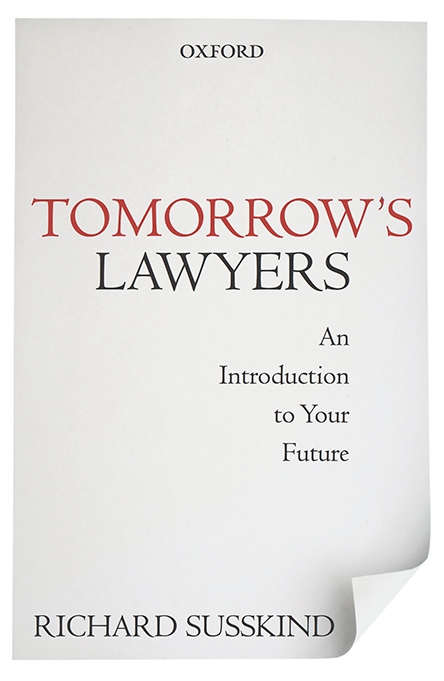 OXFORD
TOMORROW'S
LAWYERS
An
Introduction
to Your
Future
RICHARD SUSSKIND